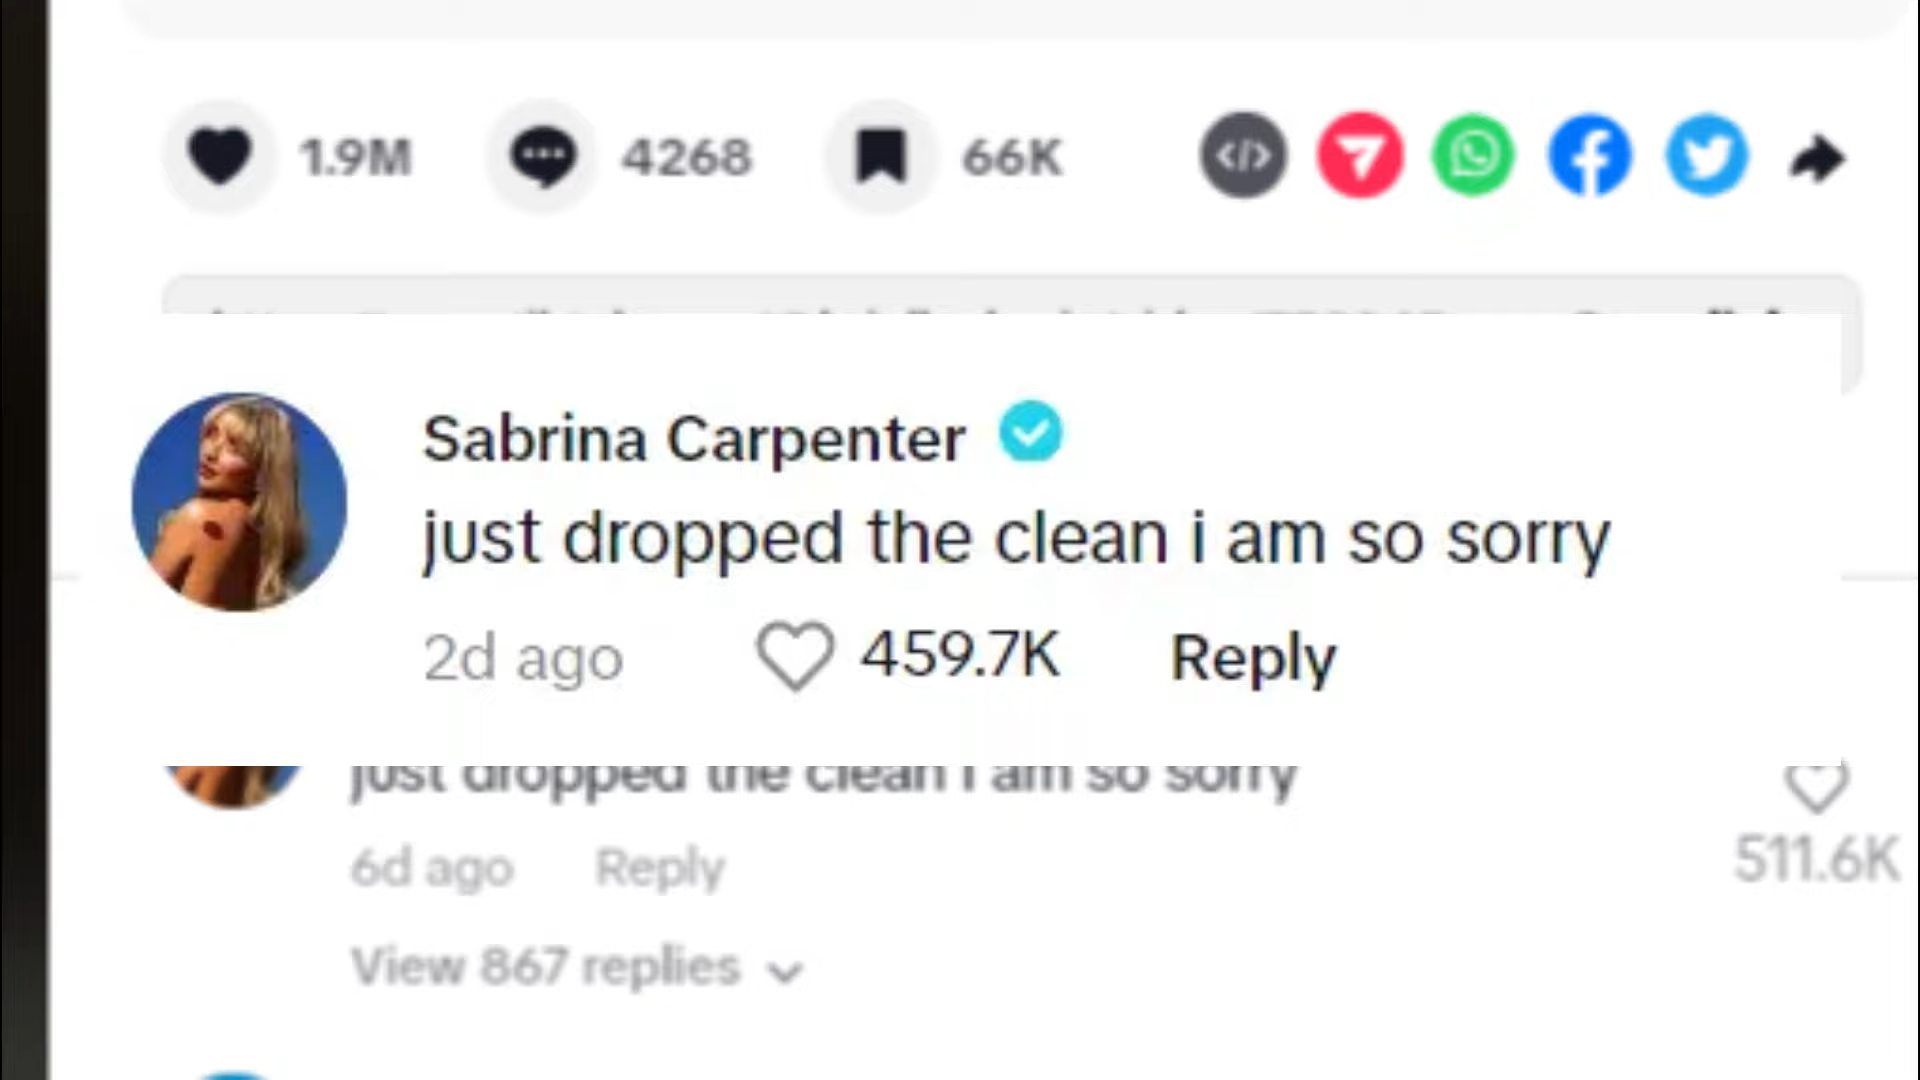 1.9M 4268 66K
Sabrina Carpenter
just dropped the clean i am so sorry
2d ago 459.7K Reply
just dropped the clean i am so sorry
6d ago Reply
511.6K
View 867 replies